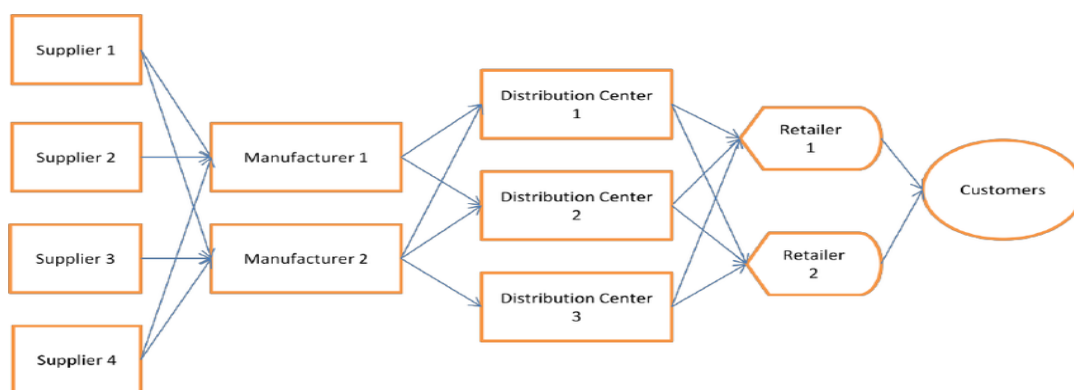 Supplier 1
Supplier 2
Supplier 3
Supplier 4
Manufacturer 1
Manufacturer 2
Distribution Center
1
Distribution Center
2
Distribution Center
3
Retailer
1
Retailer
2
Customers